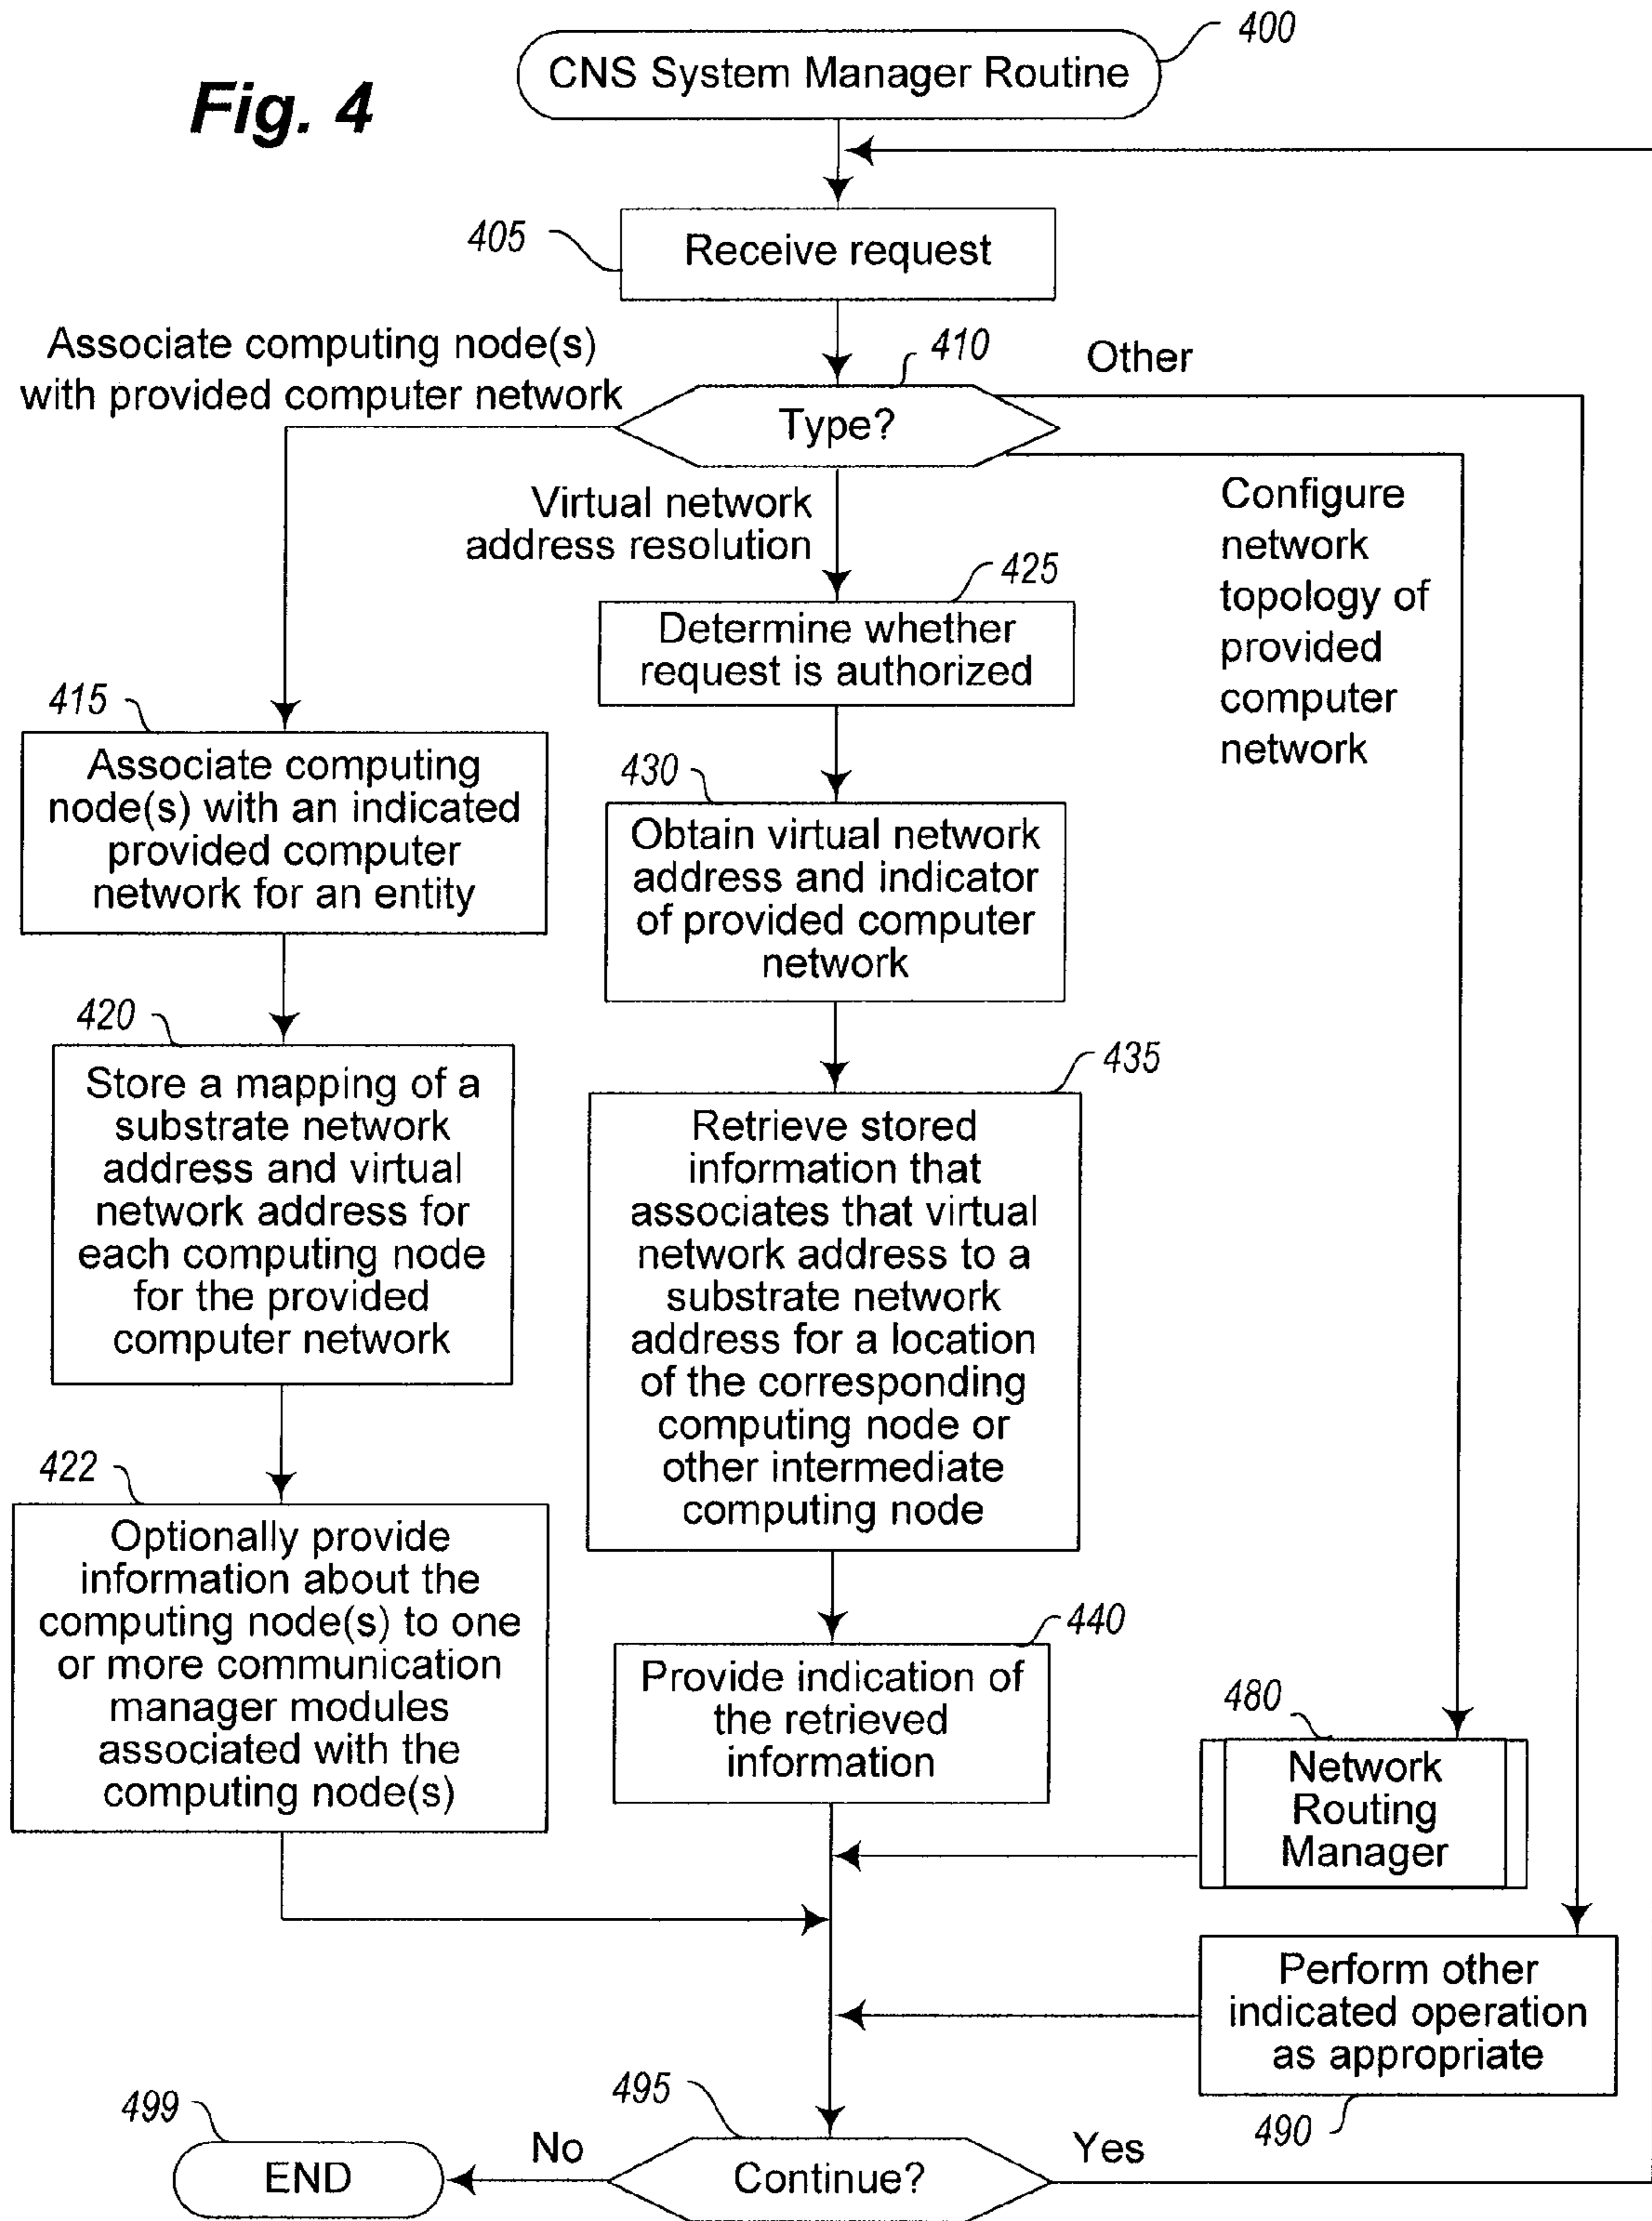 Fig. 4
CNS System Manager Routine
400
405
Receive request
Associate computing node(s)
with provided computer network
410
Other
Type?
Virtual network
address resolution
Configure
network
topology of
provided
computer
network
425
Determine whether
request is authorized
415
Associate computing
node(s) with an indicated
provided computer
network for an entity
430
Obtain virtual network
address and indicator
of provided computer
network
420
Store a mapping of a
substrate network
address and virtual
network address for
each computing node
for the provided
computer network
435
Retrieve stored
information that
associates that virtual
network address to a
substrate network
address for a location
of the corresponding
computing node or
other intermediate
computing node
422
Optionally provide
information about the
computing node(s) to one
or more communication
manager modules
associated with the
computing node(s)
440
Provide indication of
the retrieved
information
480
Network
Routing
Manager
Perform other
indicated operation
as appropriate
490
495
Continue?
Yes
No
499
END